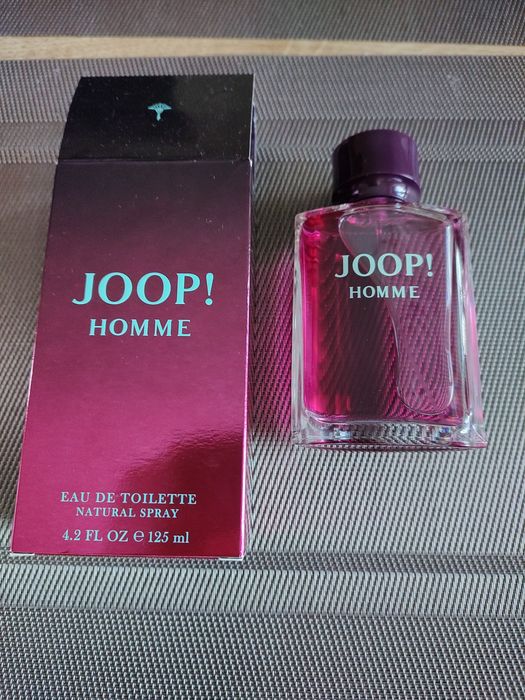 JOOP!
HOMME
EAU DE TOILETTE
NATURAL SPRAY
4.2 FL OZ ℮ 125 ml
JOOP!
HOMME